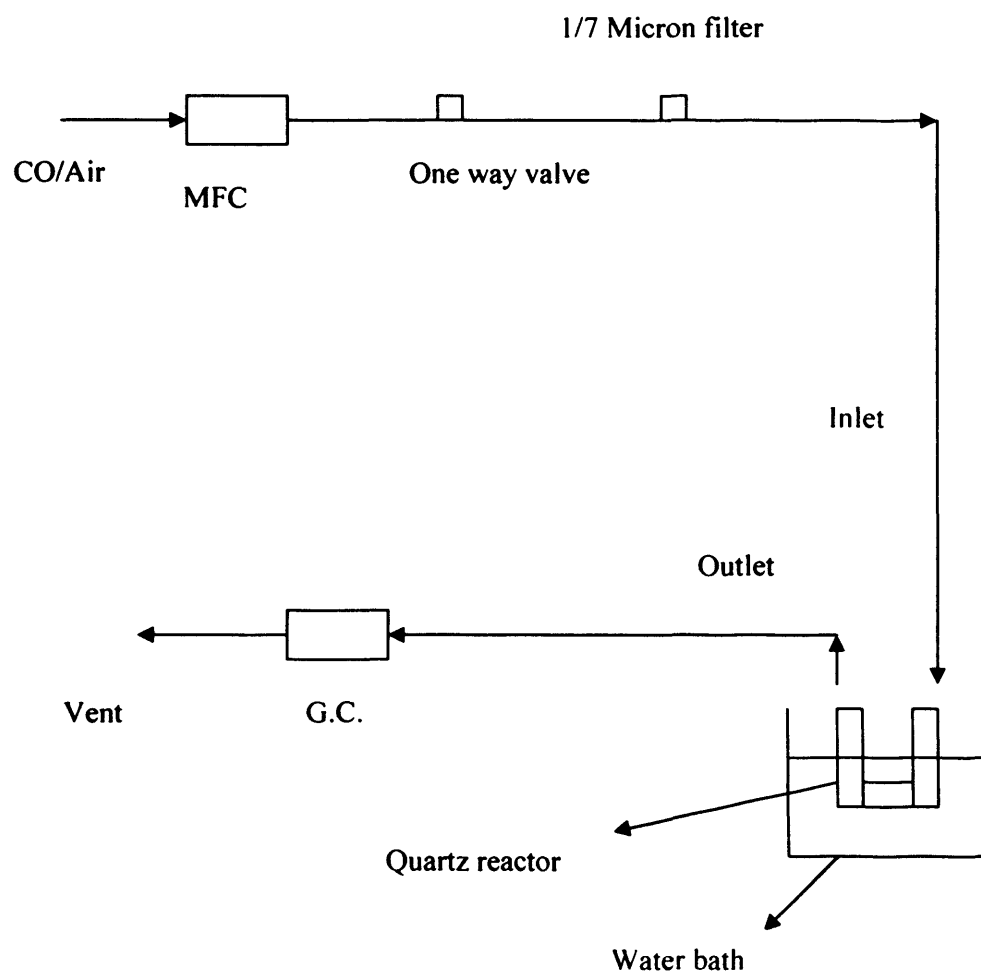 1/7 Micron filter
CO/Air
MFC
One way valve
Inlet
Outlet
Vent
G.C.
Quartz reactor
Water bath